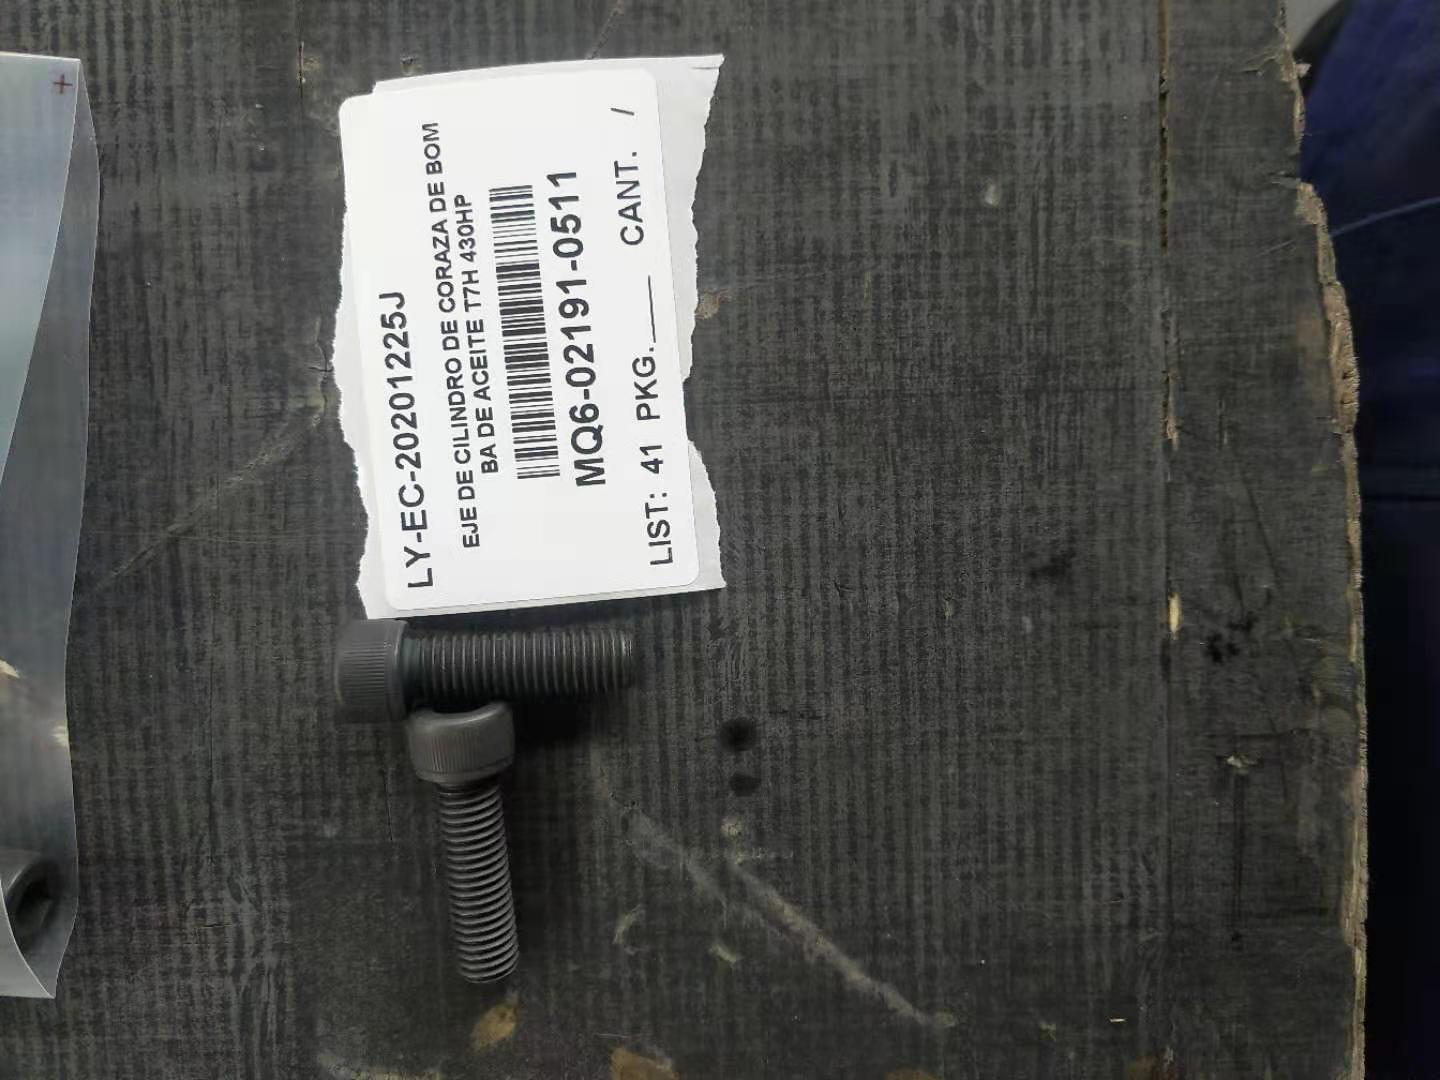 LY-EC-20201225J
EJE DE CILINDRO DE CORAZA DE BOM
BA DE ACEITE T7H 430HP
MQ6-02191-0511
LIST: 41 PKG.___ CANT. /
+